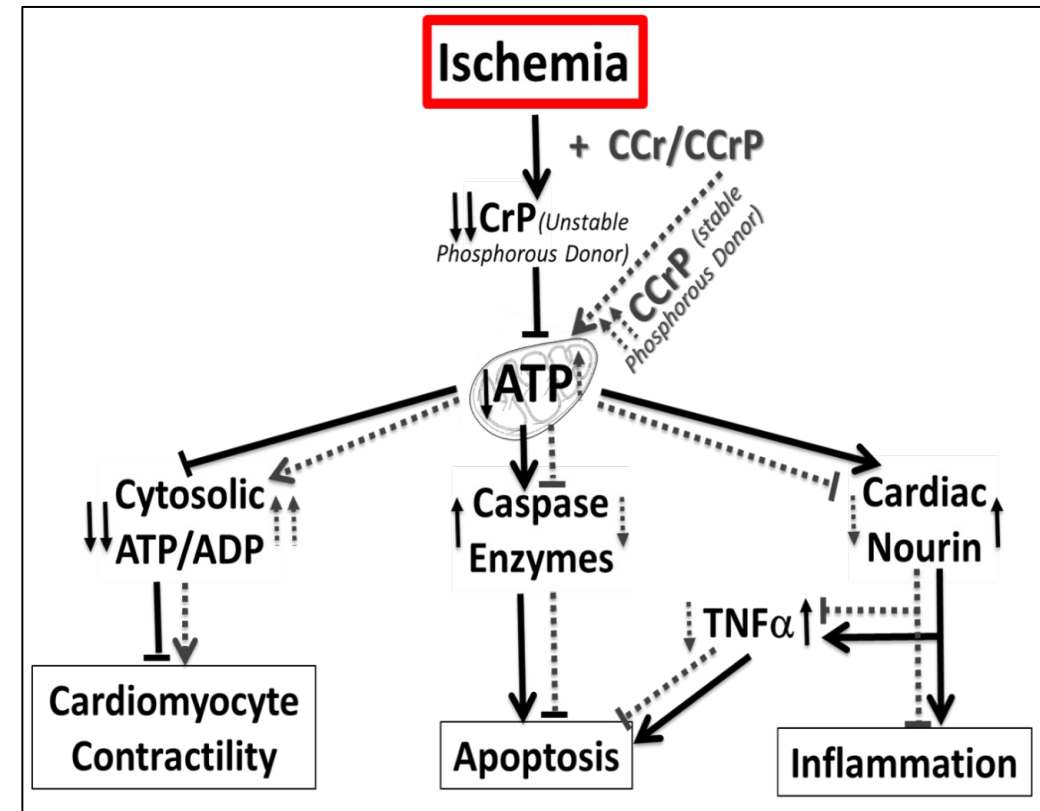 Ischemia
+ CCr/CCrP
CrP (Unstable
Phosphorous Donor)
CCrP (stable
Phosphorous Donor)
ATP
Cytosolic
ATP/ADP
Caspase
Enzymes
Cardiac
Nourin
TNFα
Cardiomyocyte
Contractility
Apoptosis
Inflammation